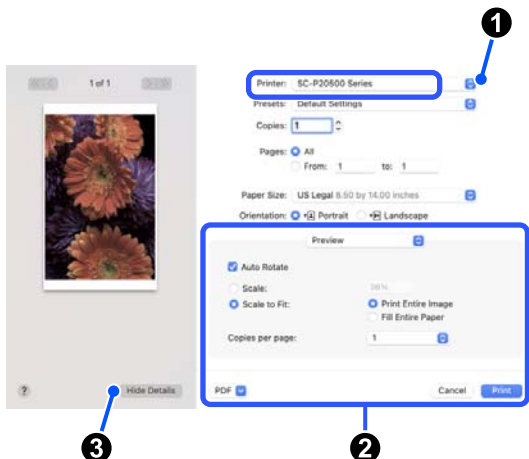 1
1 of 1
Printer: SC-P20500 Series
Presets: Default Settings
Copies: 1
Pages: All
From: 1 to: 1
Paper Size: US Legal 8.50 by 14.00 inches
Orientation: Portrait Landscape
Preview
Auto Rotate
Scale: 36%
Scale to Fit: Print Entire Image
Fill Entire Paper
Copies per page: 1
? Hide Details PDF Cancel Print
3 2